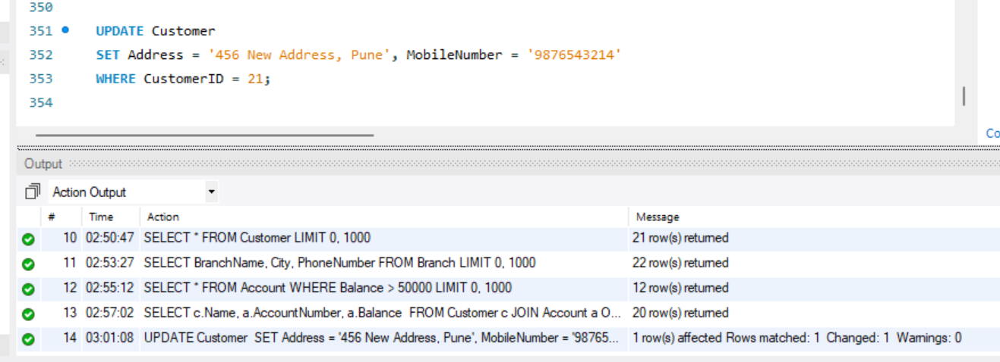 350
351 UPDATE Customer
352 SET Address = '456 New Address, Pune', MobileNumber = '9876543214'
353 WHERE CustomerID = 21;
354
Co
Output
Action Output
# Time Action Message
10 02:50:47 SELECT * FROM Customer LIMIT 0, 1000 21 row(s) returned
11 02:53:27 SELECT BranchName, City, PhoneNumber FROM Branch LIMIT 0, 1000 22 row(s) returned
12 02:55:12 SELECT * FROM Account WHERE Balance > 50000 LIMIT 0, 1000 12 row(s) returned
13 02:57:02 SELECT c.Name, a.AccountNumber, a.Balance FROM Customer c JOIN Account a O... 20 row(s) returned
14 03:01:08 UPDATE Customer SET Address = '456 New Address, Pune', MobileNumber = '98765... 1 row(s) affected Rows matched: 1 Changed: 1 Warnings: 0